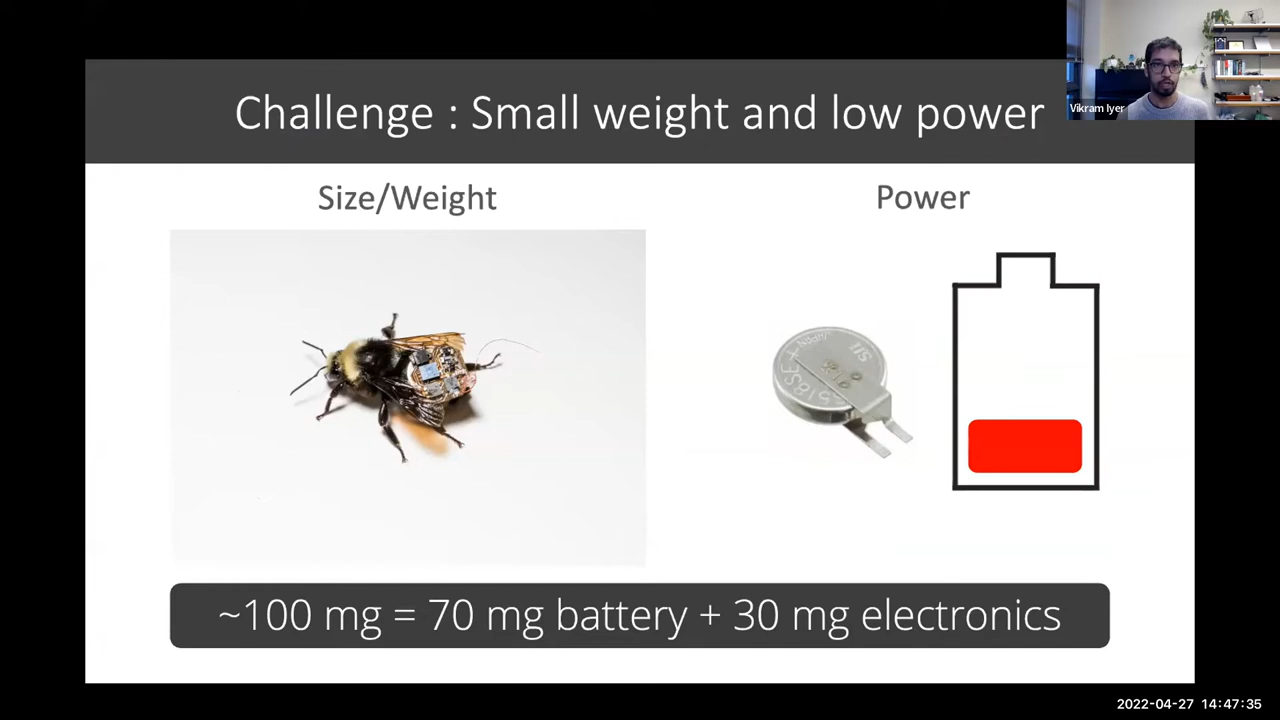 Challenge : Small weight and low power
Vikram Iyer
Size/Weight
Power
~100 mg = 70 mg battery + 30 mg electronics
2022-04-27 14:47:35